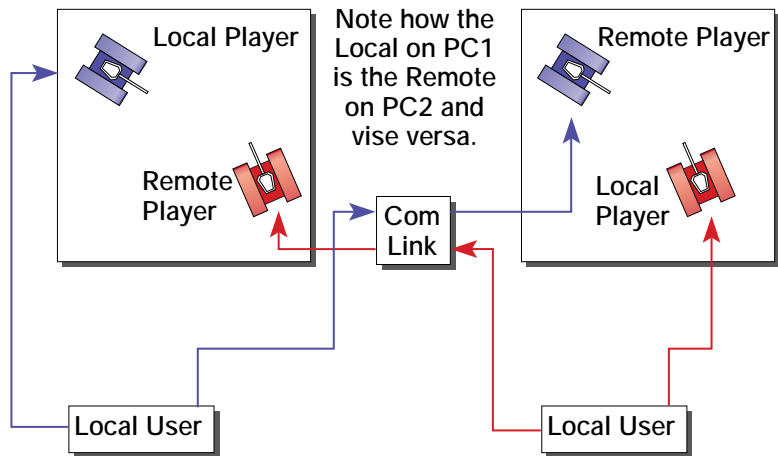 Local Player
Note how the
Local on PC1
is the Remote
on PC2 and
vise versa.
Remote Player
Remote
Player
Com
Link
Local
Player
Local User
Local User